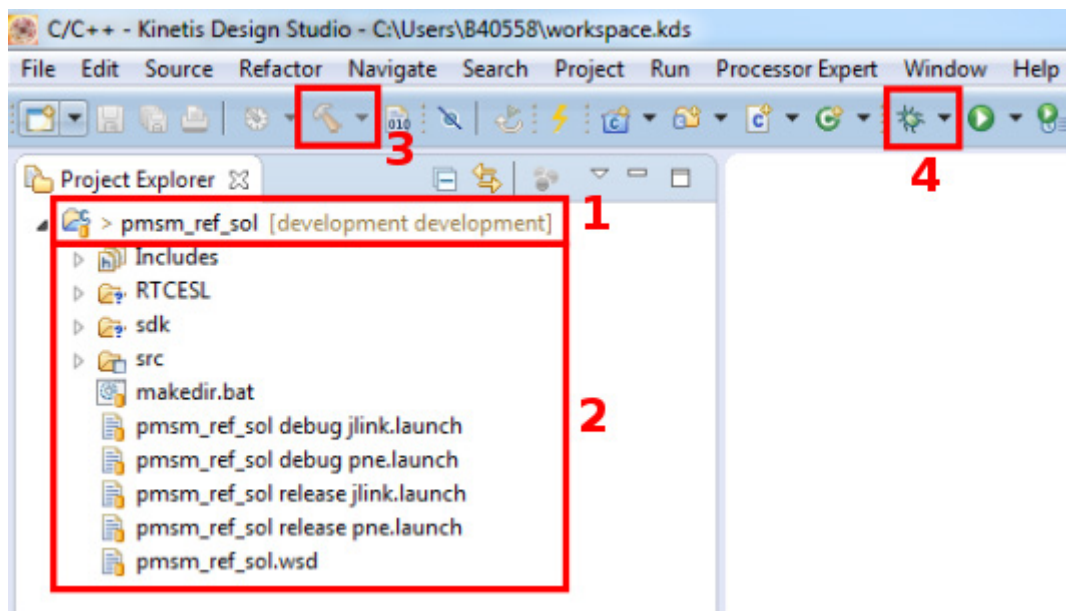 C/C++ - Kinetis Design Studio - C:\Users\B40558\workspace.kds
File Edit Source Refactor Navigate Search Project Run Processor Expert Window Help
010 C C C
3
4
Project Explorer
> pmsm_ref_sol [development development]
1
Includes
RTCESL
sdk
src
makedir.bat
pmsm_ref_sol debug jlink.launch
2
pmsm_ref_sol debug pne.launch
pmsm_ref_sol release jlink.launch
pmsm_ref_sol release pne.launch
pmsm_ref_sol.wsd